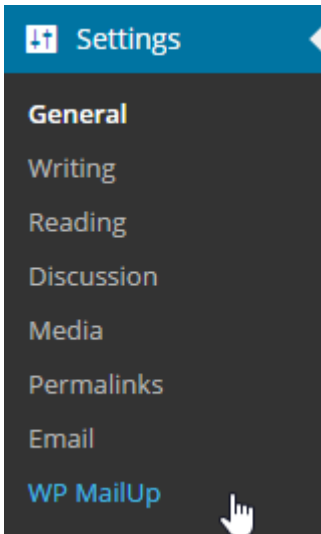 Settings
General
Writing
Reading
Discussion
Media
Permalinks
Email
WP MailUp